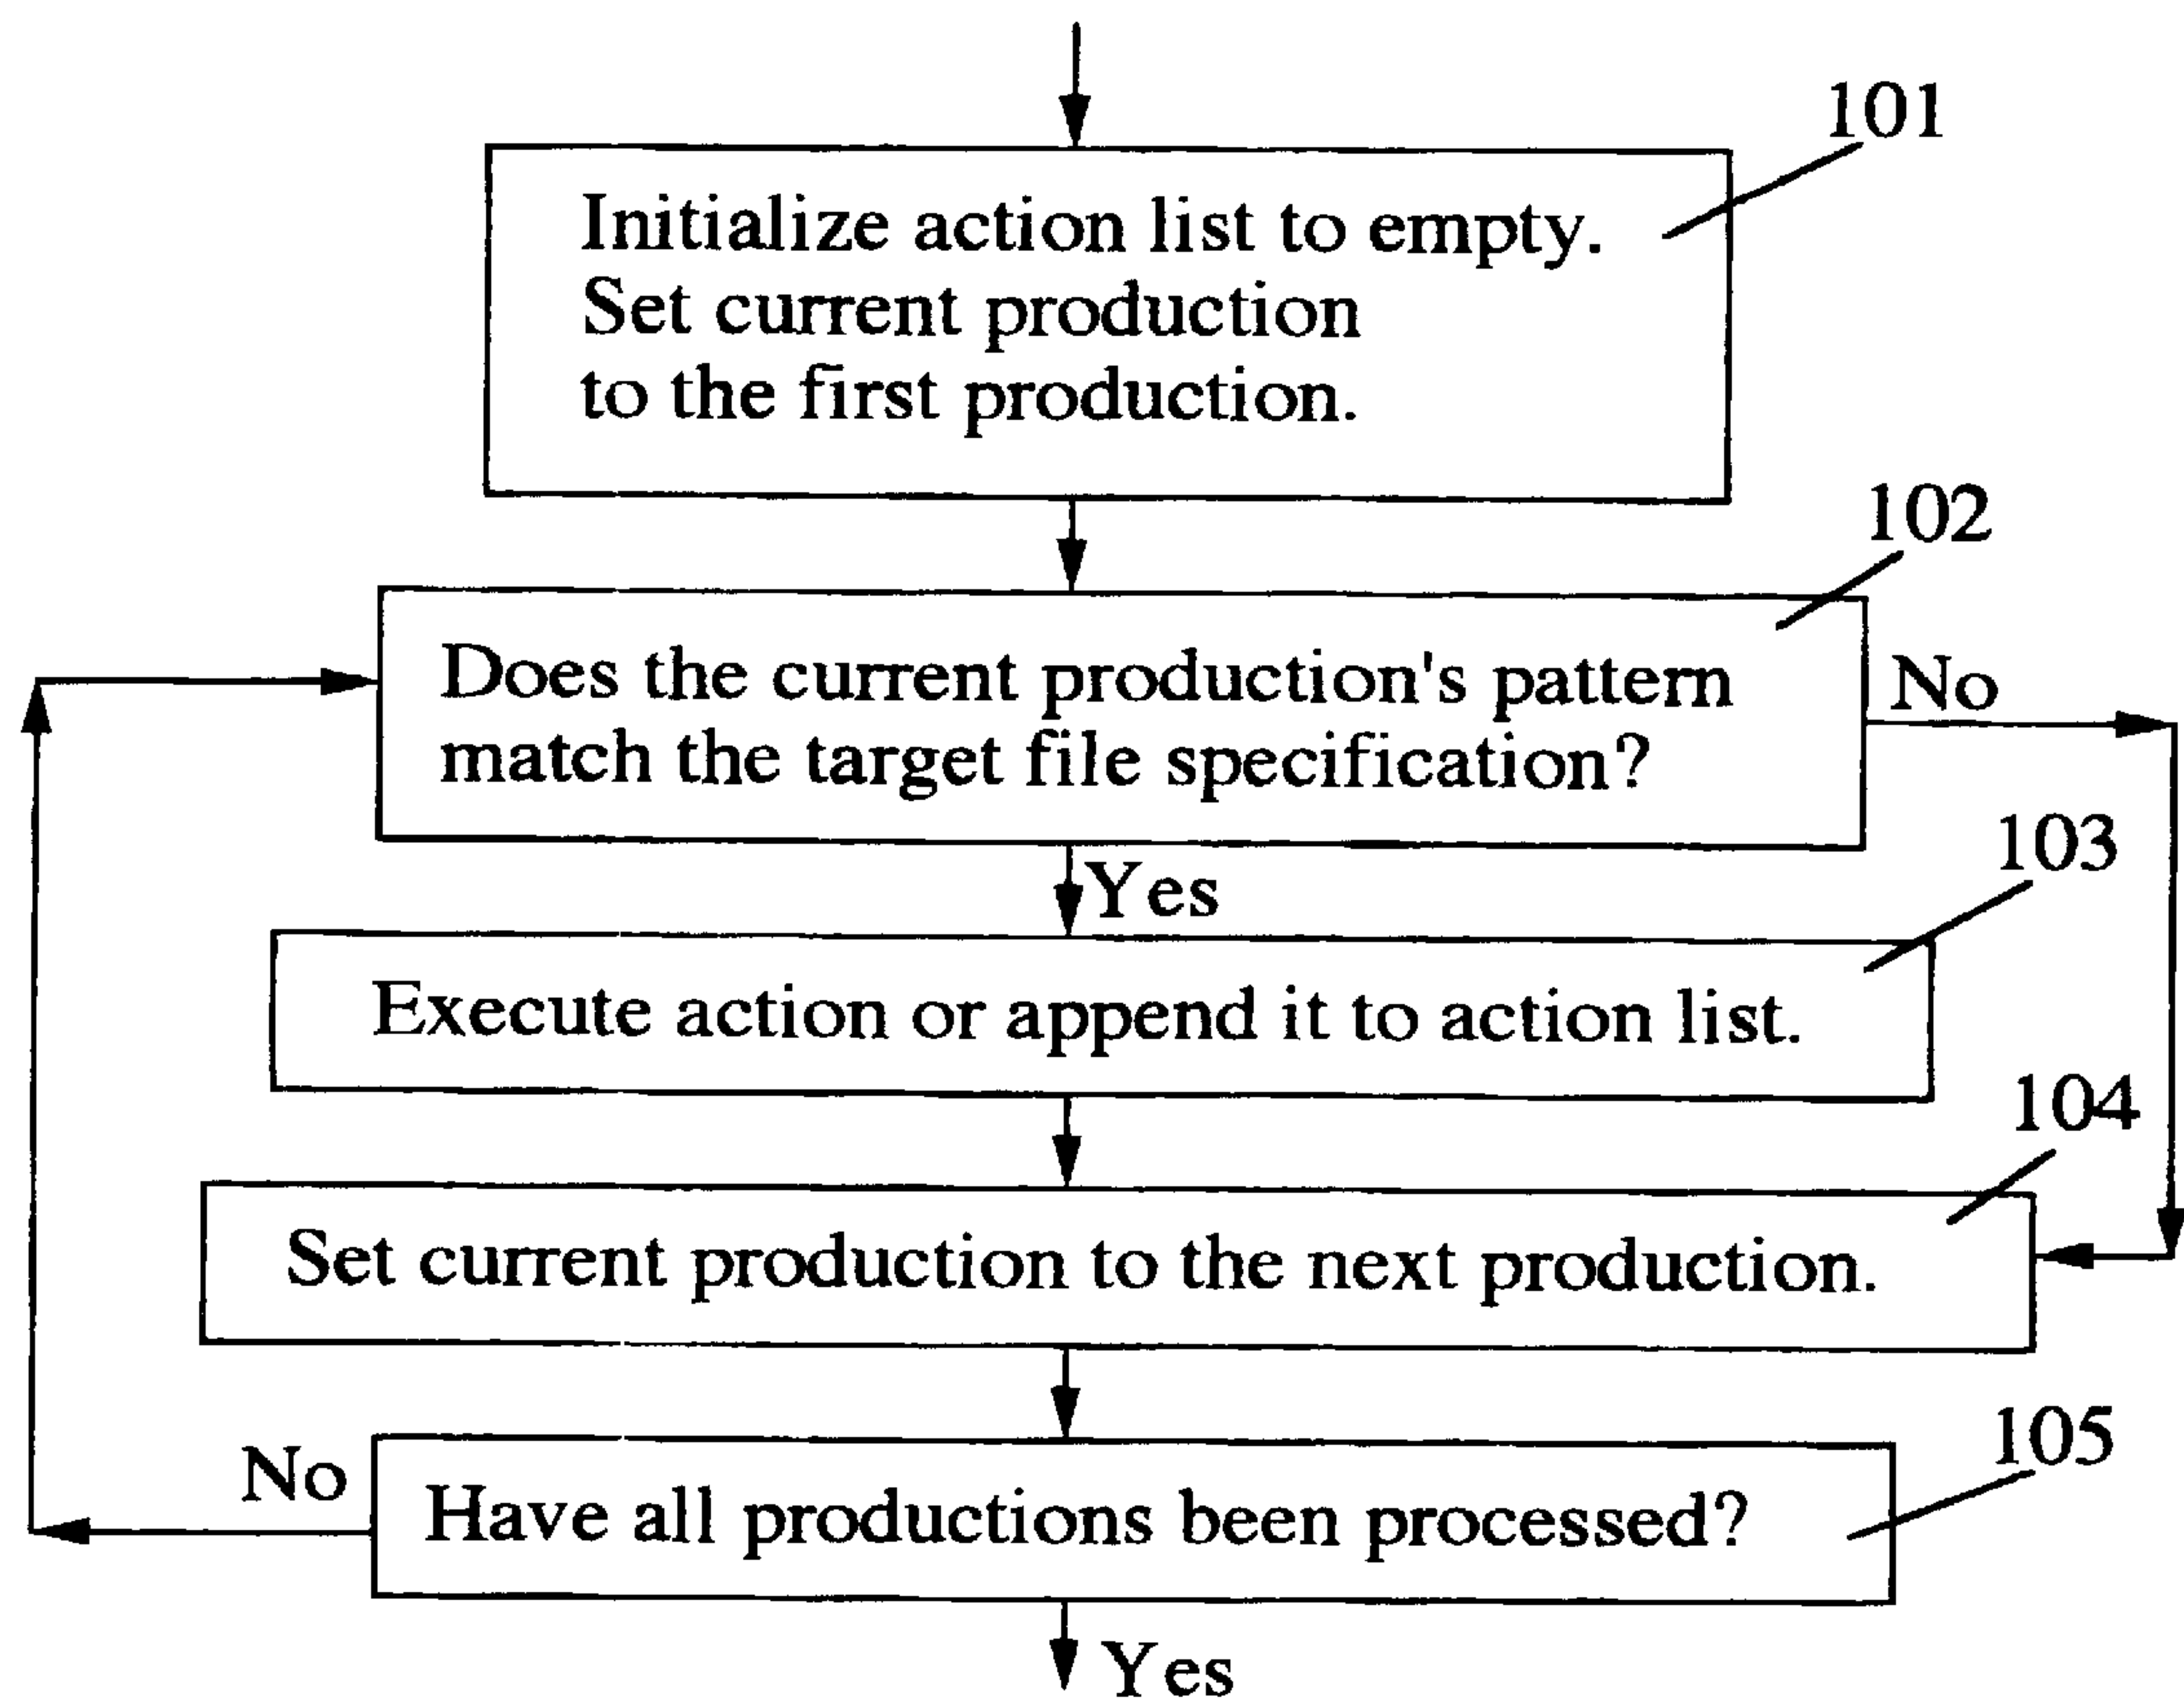 101
Initialize action list to empty.
Set current production
to the first production.
102
Does the current production's pattern
match the target file specification?
No
Yes
103
Execute action or append it to action list.
104
Set current production to the next production.
105
No
Have all productions been processed?
Yes